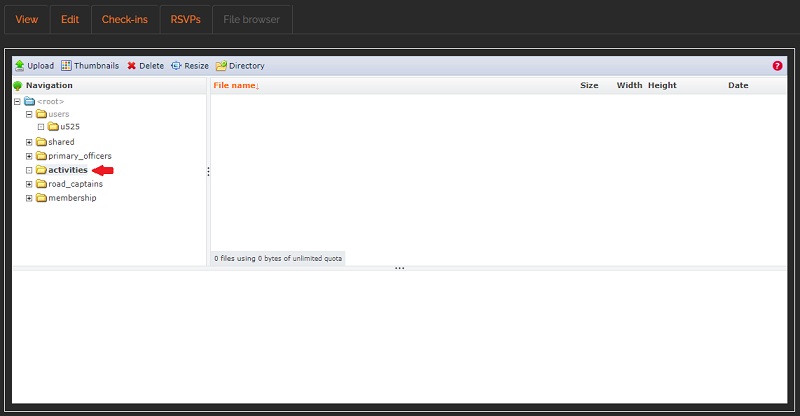 View Edit Check-ins RSVPs File browser
Upload Thumbnails Delete Resize Directory ?
Navigation File name↓ Size Width Height Date
<root>
users
u525
shared
primary_officers
activities
road_captains
membership
0 files using 0 bytes of unlimited quota